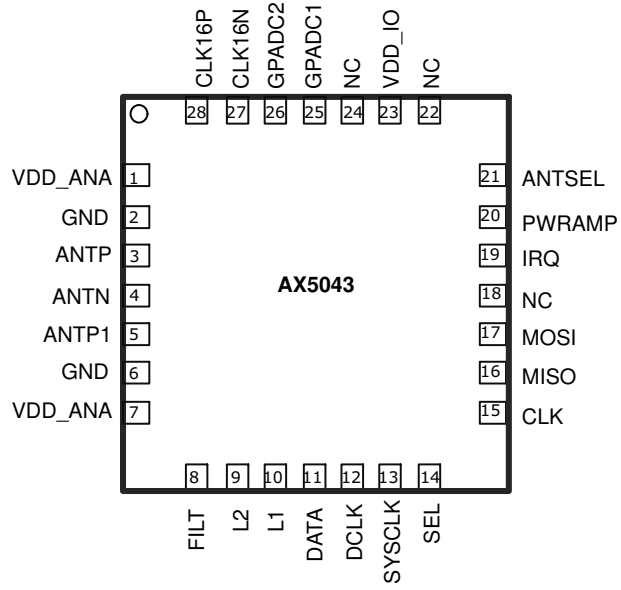 CLK16P
CLK16N
GPADC2
GPADC1
NC
VDD_IO
NC
28
27
26
25
24
23
22
VDD_ANA 1
GND 2
ANTP 3
ANTN 4
ANTP1 5
GND 6
VDD_ANA 7
AX5043
21 ANTSEL
20 PWRAMP
19 IRQ
18 NC
17 MOSI
16 MISO
15 CLK
8
9
10
11
12
13
14
FILT
L2
L1
DATA
DCLK
SYSCLK
SEL